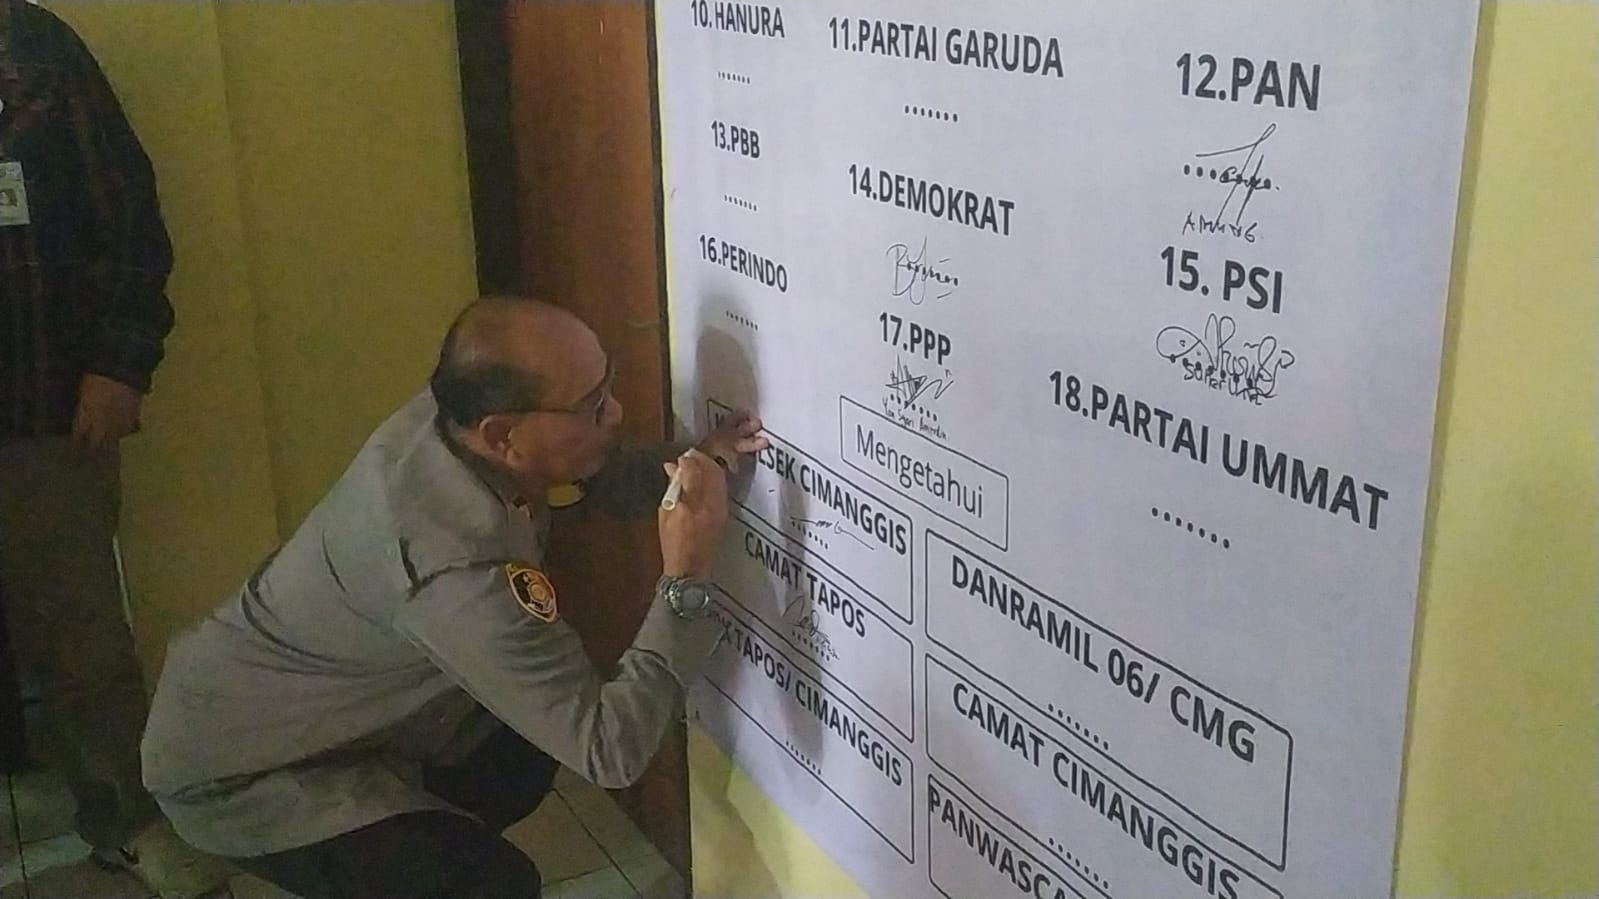 10.HANURA
.......
11.PARTAI GARUDA
.......
12.PAN
...
AMUNG.
13.PBB
.......
14.DEMOKRAT
15. PSI
16.PERINDO
.......
17.PPP
.......
18.PARTAI UMMAT
.......
Mengetahui
CIMANGGIS
.......
DANRAMIL 06/ CMG
.......
CAMAT TAPOS
.......
CAMAT CIMANGGIS
.......
TAPOS/ CIMANGGIS
.......